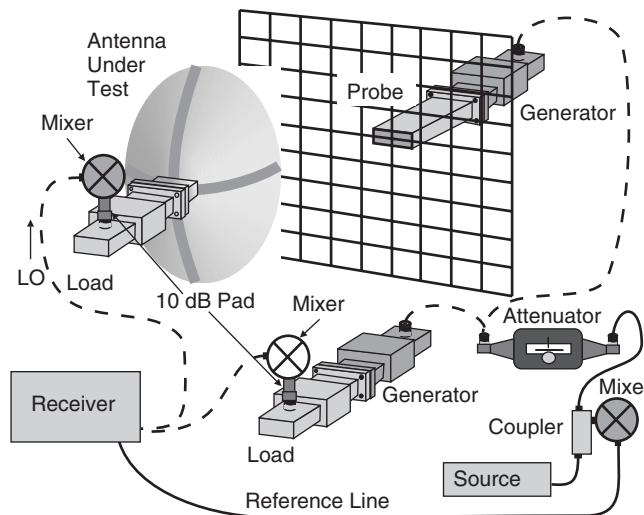 Antenna
Under
Test
Probe
Generator
Mixer
LO
Load
10 dB Pad
Mixer
Attenuator
Receiver
Generator
Mixe
Coupler
Load
Source
Reference Line